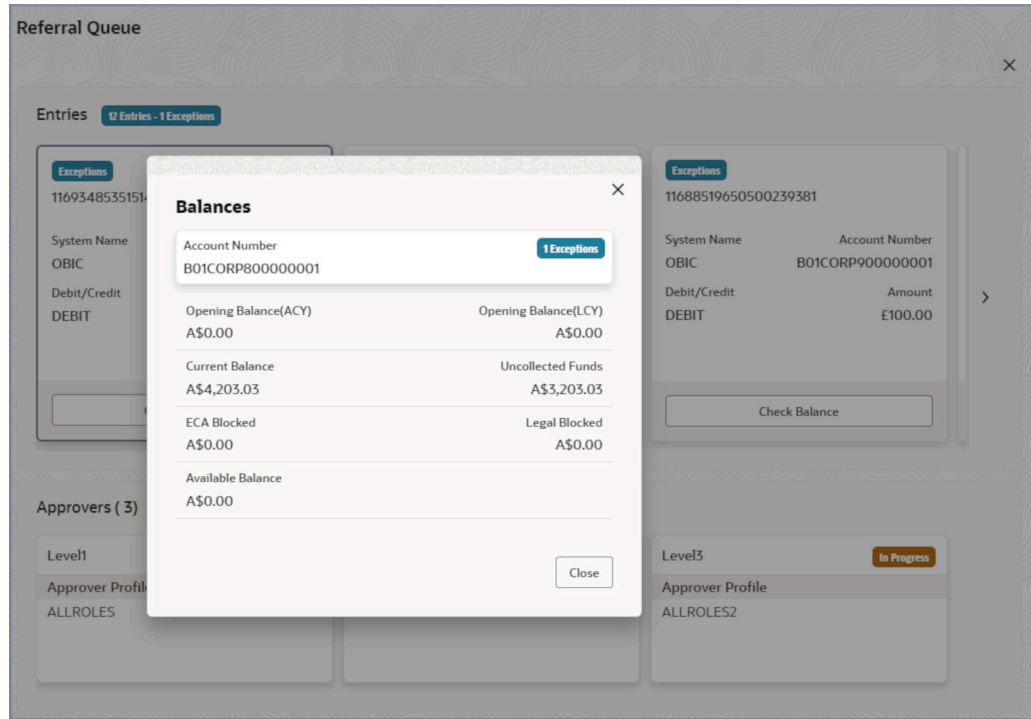 Referral Queue
Entries 12 Entries - 1 Exceptions
Exceptions
System Name
OBIC
Debit/Credit
DEBIT
Balances
Account Number 1 Exceptions
B01CORP800000001
Opening Balance(ACY) Opening Balance(LCY)
A$0.00 A$0.00
Current Balance Uncollected Funds
A$4,203.03 A$3,203.03
ECA Blocked Legal Blocked
A$0.00 A$0.00
Available Balance
A$0.00
Close
Exceptions
11688519650500239381
System Name Account Number
OBIC B01CORP900000001
Debit/Credit Amount
DEBIT £100.00
Check Balance
Approvers ( 3)
Level1
Approver
ALLROLES
Level3 In Progress
Approver Profile
ALLROLES2